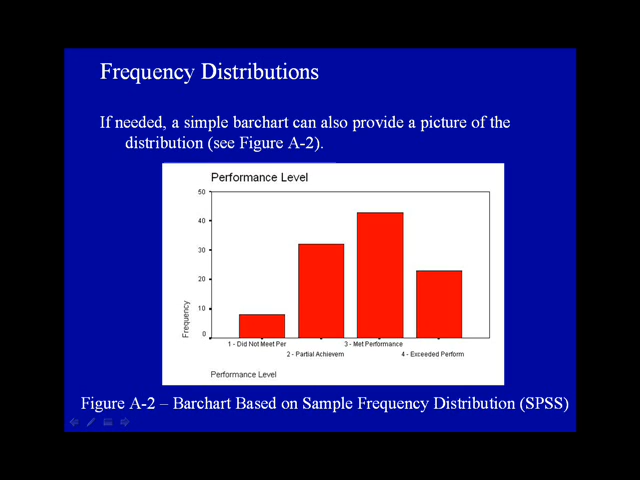 Frequency Distributions
If needed, a simple barchart can also provide a picture of the
distribution (see Figure A-2).
Performance Level
50
40
30
20
10
0
Frequency
1 - Did Not Meet Per
3 - Met Performance
2 - Partial Achievem
4 - Exceeded Perform
Performance Level
Figure A-2 – Barchart Based on Sample Frequency Distribution (SPSS)